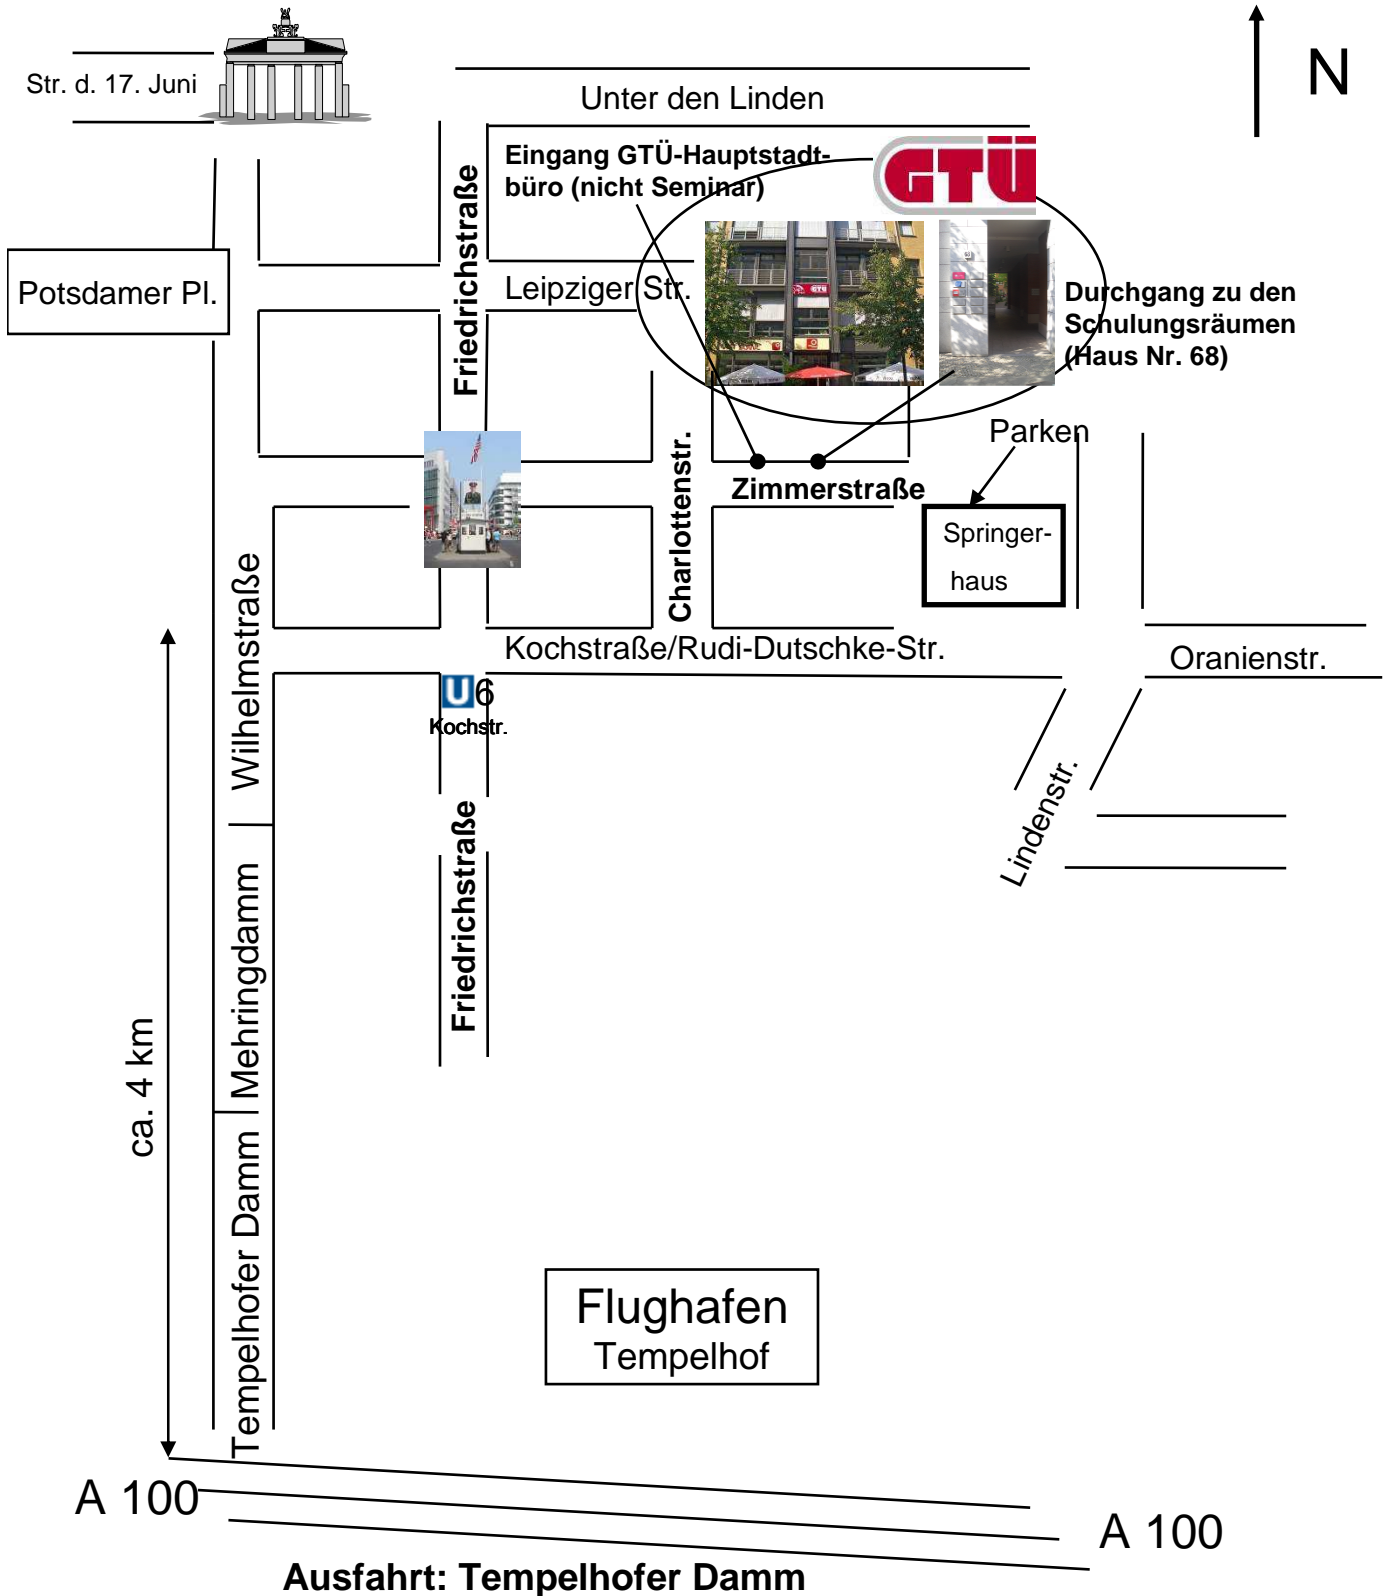 N
Str. d. 17. Juni
Unter den Linden
Eingang GTÜ-Hauptstadt-
büro (nicht Seminar)
GTÜ
Friedrichstraße
Potsdamer Pl.
Leipziger Str.
GTÜ
Durchgang zu den
Schulungsräumen
(Haus Nr. 68)
Parken
Zimmerstraße
Charlottenstr.
Springer-
haus
Wilhelmstraße
Kochstraße/Rudi-Dutschke-Str.
Oranienstr.
U6
Kochstr.
Lindenstr.
Friedrichstraße
Mehringdamm
ca. 4 km
Tempelhofer Damm
Flughafen
Tempelhof
A 100
A 100
Ausfahrt: Tempelhofer Damm